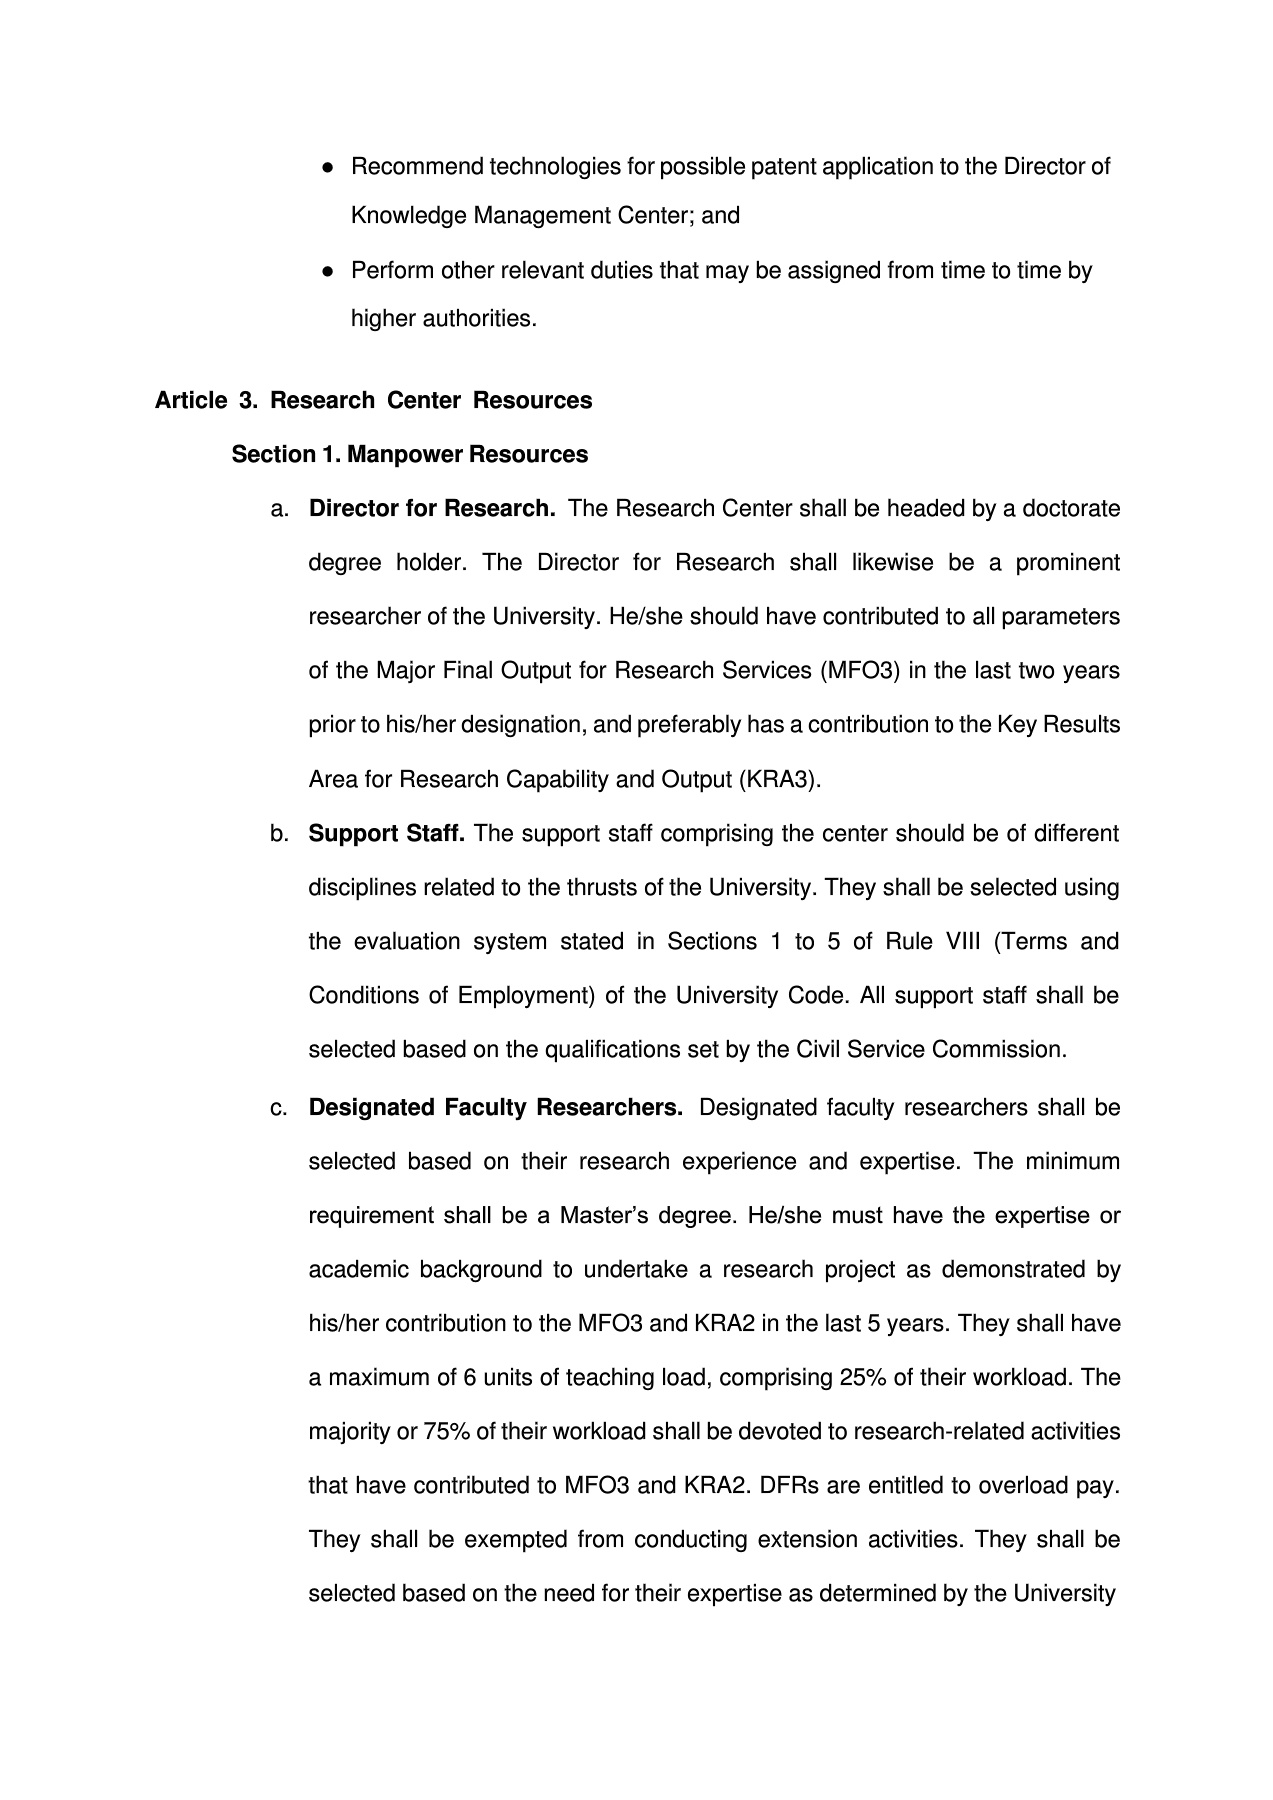 ● Recommend technologies for possible patent application to the Director of
Knowledge Management Center; and
● Perform other relevant duties that may be assigned from time to time by
higher authorities.
Article 3. Research Center Resources
Section 1. Manpower Resources
a. Director for Research. The Research Center shall be headed by a doctorate
degree holder. The Director for Research shall likewise be a prominent
researcher of the University. He/she should have contributed to all parameters
of the Major Final Output for Research Services (MFO3) in the last two years
prior to his/her designation, and preferably has a contribution to the Key Results
Area for Research Capability and Output (KRA3).
b. Support Staff. The support staff comprising the center should be of different
disciplines related to the thrusts of the University. They shall be selected using
the evaluation system stated in Sections 1 to 5 of Rule VIII (Terms and
Conditions of Employment) of the University Code. All support staff shall be
selected based on the qualifications set by the Civil Service Commission.
c. Designated Faculty Researchers. Designated faculty researchers shall be
selected based on their research experience and expertise. The minimum
requirement shall be a Master’s degree. He/she must have the expertise or
academic background to undertake a research project as demonstrated by
his/her contribution to the MFO3 and KRA2 in the last 5 years. They shall have
a maximum of 6 units of teaching load, comprising 25% of their workload. The
majority or 75% of their workload shall be devoted to research-related activities
that have contributed to MFO3 and KRA2. DFRs are entitled to overload pay.
They shall be exempted from conducting extension activities. They shall be
selected based on the need for their expertise as determined by the University